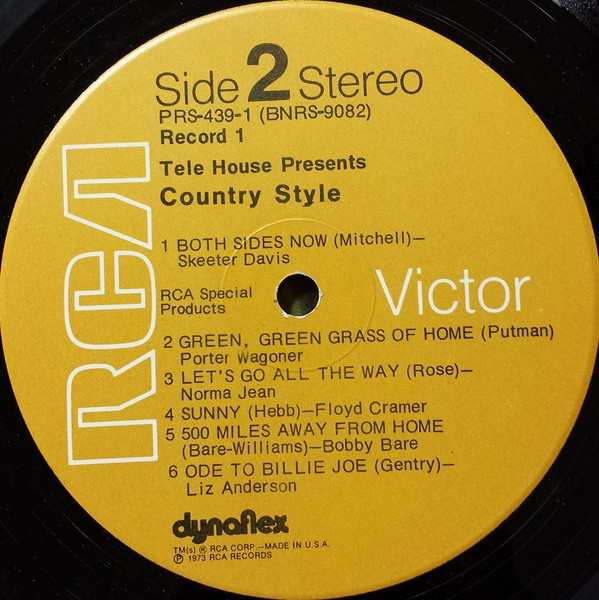 Side 2 Stereo
PRS-439-1 (BNRS-9082)
Record 1
Tele House Presents
Country Style
1 BOTH SIDES NOW (Mitchell)—
Skeeter Davis
RCA Special
Products
RCA
Victor
2 GREEN, GREEN GRASS OF HOME (Putman)
Porter Wagoner
3 LET'S GO ALL THE WAY (Rose)—
Norma Jean
4 SUNNY (Hebb)—Floyd Cramer
5 500 MILES AWAY FROM HOME
(Bare-Williams)—Bobby Bare
6 ODE TO BILLIE JOE (Gentry)—
Liz Anderson
dynaflex
TM(s) ® RCA CORP.—MADE IN U.S.A.
℗ 1973 RCA RECORDS